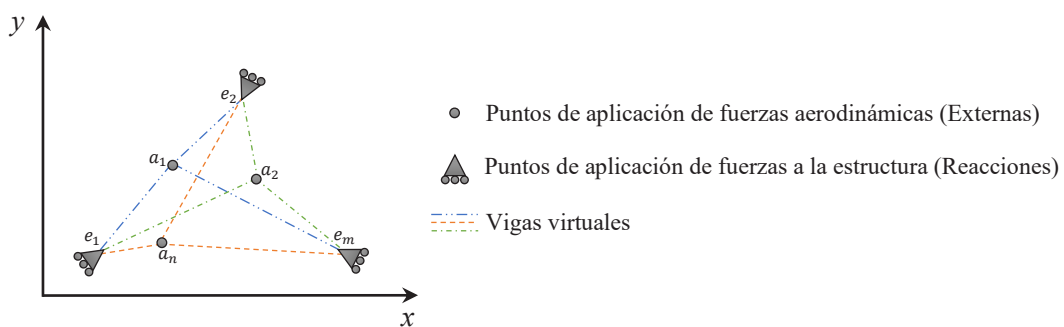 y
e₂
a₁
a₂
e₁
eₘ
aₙ
x
Puntos de aplicación de fuerzas aerodinámicas (Externas)
Puntos de aplicación de fuerzas a la estructura (Reacciones)
Vigas virtuales